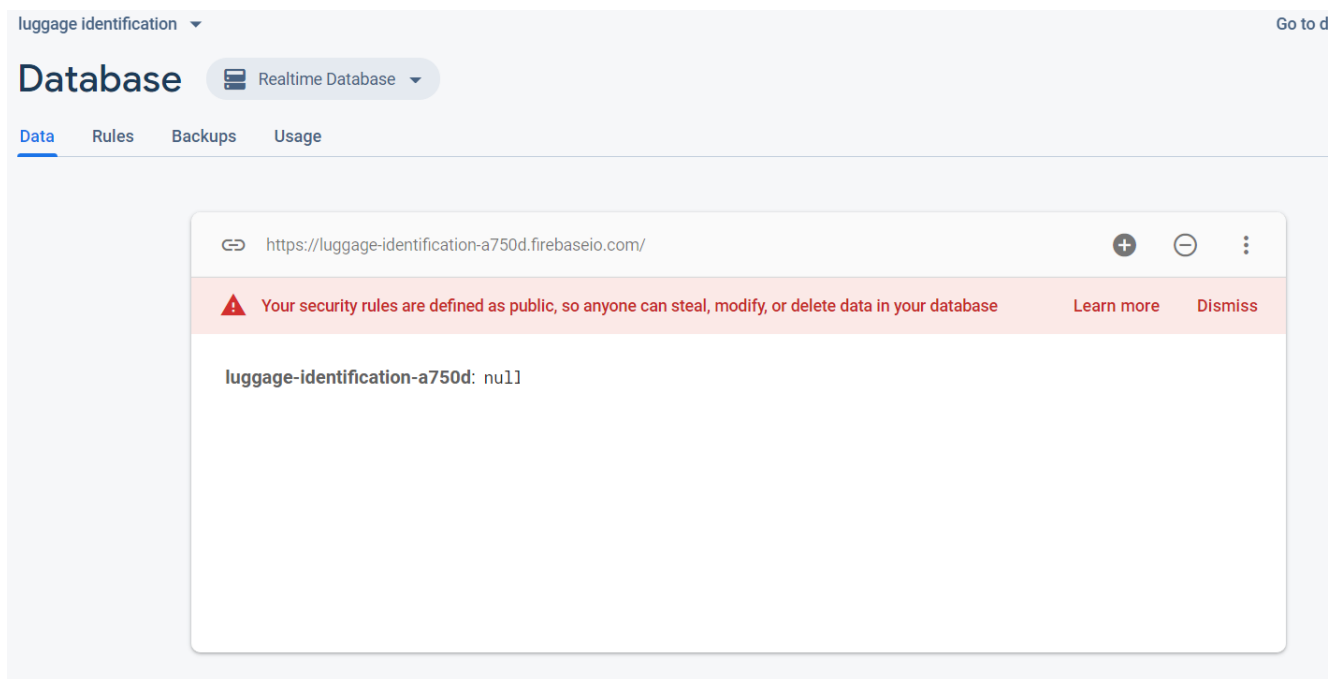 luggage identification
Go to d
Database Realtime Database
Data Rules Backups Usage
https://luggage-identification-a750d.firebaseio.com/
Your security rules are defined as public, so anyone can steal, modify, or delete data in your database Learn more Dismiss
luggage-identification-a750d: null